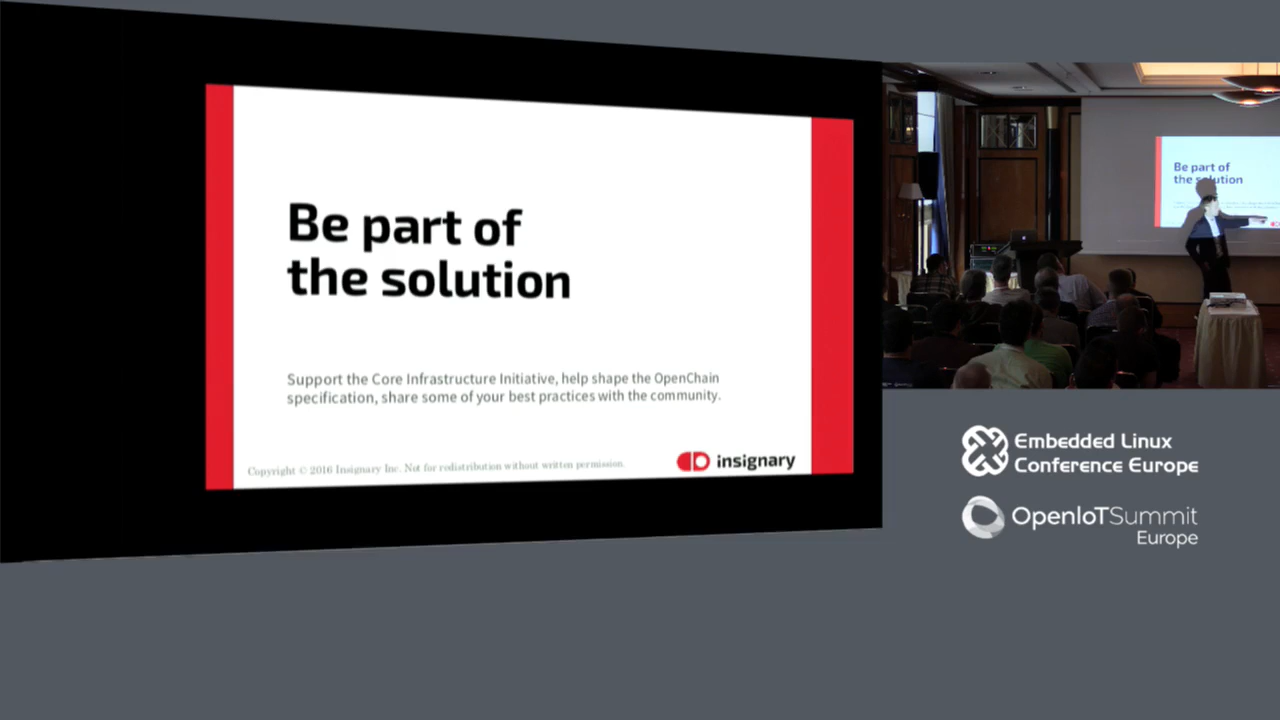 Be part of
the solution
Support the Core Infrastructure Initiative, help shape the OpenChain
specification, share some of your best practices with the community.
Copyright © 2016 Insignary Inc. Not for redistribution without written permission.
insignary
Be part of
the solution
Embedded Linux
Conference Europe
OpenIoTSummit
Europe